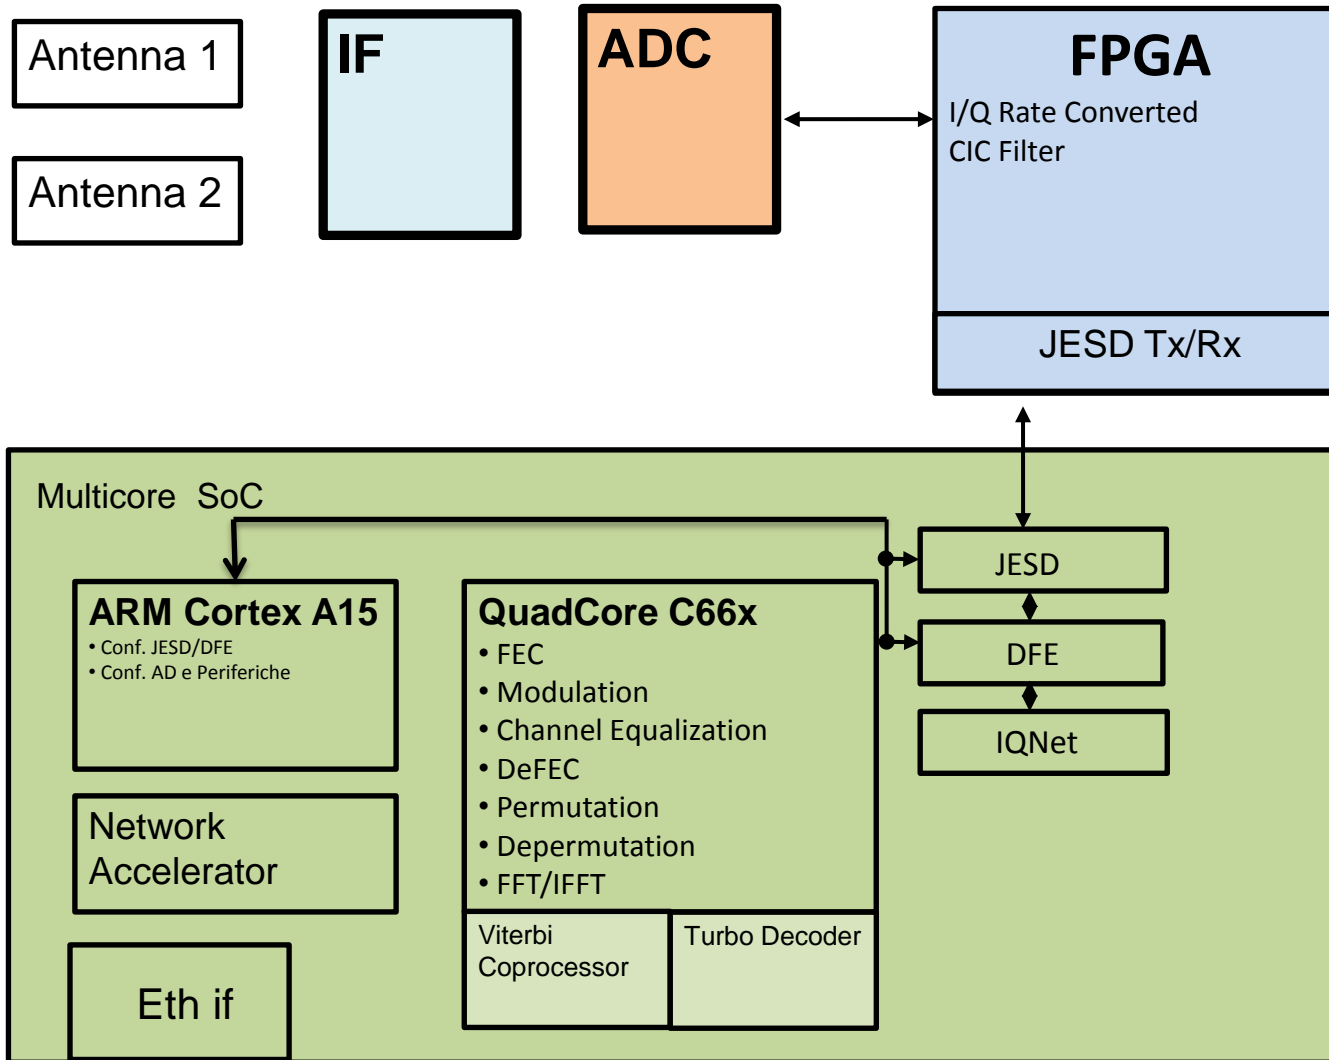 Antenna 1
Antenna 2
IF
ADC
FPGA
I/Q Rate Converted
CIC Filter
JESD Tx/Rx
Multicore SoC
ARM Cortex A15
• Conf. JESD/DFE
• Conf. AD e Periferiche
Network
Accelerator
Eth if
QuadCore C66x
• FEC
• Modulation
• Channel Equalization
• DeFEC
• Permutation
• Depermutation
• FFT/IFFT
Viterbi
Coprocessor
Turbo Decoder
JESD
DFE
IQNet